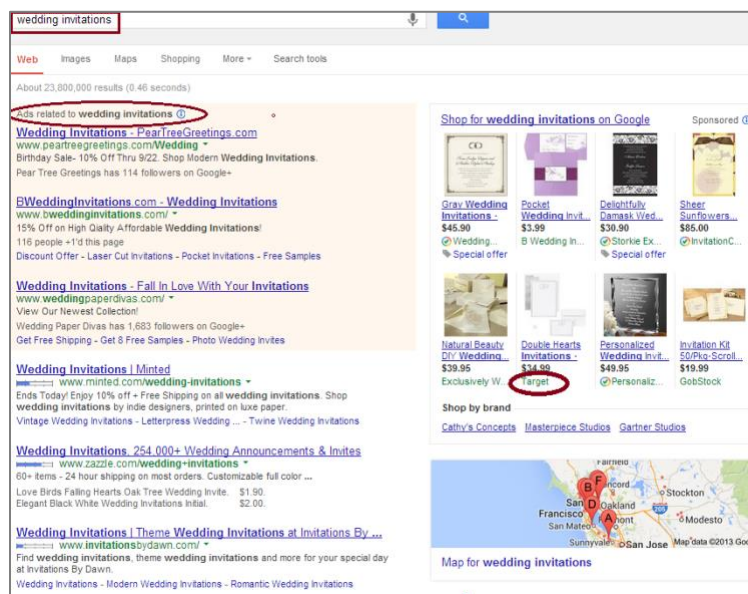 wedding invitations
Web Images Maps Shopping More Search tools
About 23,800,000 results (0.46 seconds)
Ads related to wedding invitations
Wedding Invitations - PearTreeGreetings.com
www.peartreegreetings.com/Wedding
Birthday Sale- 10% Off Thru 9/22. Shop Modern Wedding Invitations.
Pear Tree Greetings has 114 followers on Google+
BWeddingInvitations.com - Wedding Invitations
www.bweddinginvitations.com/
15% Off on High Qiality Affordable Wedding Invitations!
116 people +1'd this page
Discount Offer - Laser Cut Invitations - Pocket Invitations - Free Samples
Wedding Invitations - Fall In Love With Your Invitations
www.weddingpaperdivas.com/
View Our Newest Collection!
Wedding Paper Divas has 1,683 followers on Google+
Get Free Shipping - Get 8 Free Samples - Photo Wedding Invites
Wedding Invitations | Minted
www.minted.com/wedding-invitations
Ends Today! Enjoy 10% off + Free Shipping on all wedding invitations. Shop
wedding invitations by indie designers, printed on luxe paper.
Vintage Wedding Invitations - Letterpress Wedding ... - Twine Wedding Invitations
Wedding Invitations, 254,000+ Wedding Announcements & Invites
www.zazzle.com/wedding+invitations
60+ items - 24 hour shipping on most orders. Customizable full color ...
Love Birds Falling Hearts Oak Tree Wedding Invite. $1.90.
Elegant Black White Wedding Invitations Initial. $2.00.
Wedding Invitations | Theme Wedding Invitations at Invitations By ...
www.invitationsbydawn.com/
Find wedding invitations, theme wedding invitations and more for your special day
at Invitations By Dawn.
Wedding Invitations - Modern Wedding Invitations - Romantic Wedding Invitations
Shop for wedding invitations on Google Sponsored
Gray Wedding Pocket Delightfully Sheer
Invitations - Wedding Invit... Damask Wed... Sunflowers...
$45.90 $3.99 $30.90 $85.00
Wedding... B Wedding In... Storkie Ex... InvitationC...
Special offer Special offer
Natural Beauty Double Hearts Personalized Invitation Kit
DIY Wedding... Invitations - Wedding Invit... 50/Pkg-Scroll...
$39.95 $34.99 $49.95 $19.99
Exclusively W... Target Personaliz... GobStock
Shop by brand
Cathy's Concepts Masterpiece Studios Gartner Studios
Fairfield
B F
San Francisco D Oakland Stockton
205
San Mateo A Modesto
Sunnyvale San Jose Map data ©2013 Goo
Map for wedding invitations